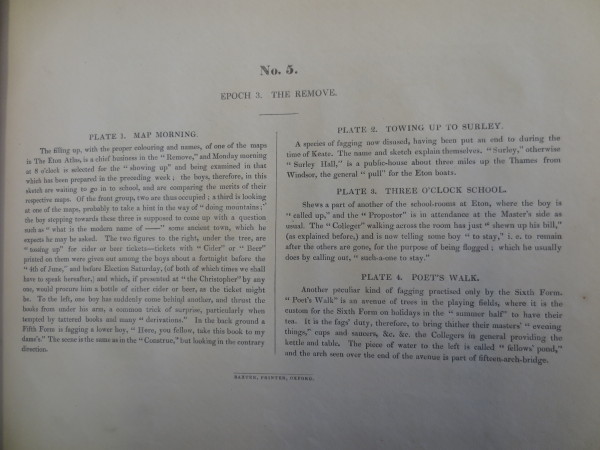 No. 5.
EPOCH 3. THE REMOVE.
PLATE 1. MAP MORNING.
The filling up, with the proper colouring and names, of one of the maps
in The Eton Atlas, is a chief business in the "Remove," and Monday morning
at 8 o'clock is selected for the "shewing up" and being examined in that
which has been prepared in the preceding week; the boys, therefore, in this
sketch are waiting to go in to school, and are comparing the merits of their
respective maps. Of the front group, two are thus occupied; a third is looking
at one of the maps, probably to take a hint in the way of "doing mountains;"
the boy stepping towards these three is supposed to come up with a question
such as "what is the modern name of ——" some ancient town, which he
expects he may be asked. The two figures to the right, under the tree, are
"tossing up" for cider or beer tickets—tickets with "Cider" or "Beer"
printed on them were given out among the boys about a fortnight before the
"4th of June," and before Election Saturday, (of both of which times we shall
have to speak hereafter,) and which, if presented at "the Christopher" by any
one, would procure him a bottle of either cider or beer, as the ticket might
be. To the left, one boy has suddenly come behind another, and thrust the
books from under his arm, a common trick of surprise, particularly when
tempted by tattered books and many "derivations." In the back ground a
Fifth Form is fagging a lower boy, "Here, you fellow, take this book to my
dame's." The scene is the same as in the "Construe," but looking in the contrary
direction.
PLATE 2. TOWING UP TO SURLEY.
A species of fagging now disused, having been put an end to during the
time of Keate. The name and sketch explain themselves. "Surley," otherwise
"Surley Hall," is a public-house about three miles up the Thames from
Windsor, the general "pull" for the Eton boats.
PLATE 3. THREE O'CLOCK SCHOOL.
Shews a part of another of the school-rooms at Eton, where the boy is
"called up," and the "Prepostor" is in attendance at the Master's side as
usual. The "Colleger" walking across the room has just "shewn up his bill,"
(as explained before,) and is now telling some boy "to stay," i. e. to remain
after the others are gone, for the purpose of being flogged; which he usually
does by calling out, "such-a-one to stay."
PLATE 4. POET'S WALK.
Another peculiar kind of fagging practised only by the Sixth Form.
"Poet's Walk" is an avenue of trees in the playing fields, where it is the
custom for the Sixth Form on holidays in the "summer half" to have their
tea. It is the fags' duty, therefore, to bring thither their masters' "evening
things," cups and saucers, &c. &c. the Collegers in general providing the
kettle and table. The piece of water to the left is called "fellows' pond,"
and the arch seen over the end of the avenue is part of fifteen-arch-bridge.
BAXTER, PRINTER, OXFORD.